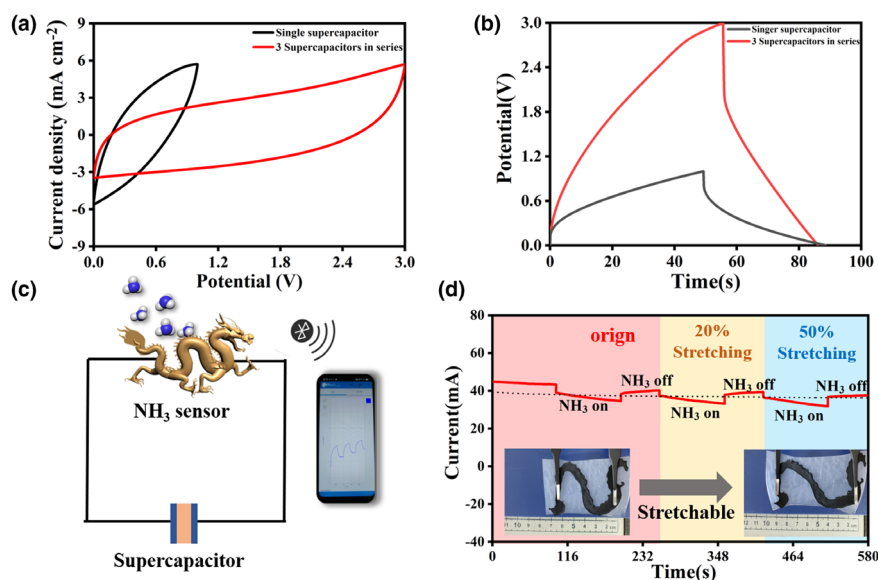 (a)
Current density (mA cm⁻²)
6
3
0
-3
-6
-9
Single supercapacitor
3 Supercapacitors in series
0.0 0.6 1.2 1.8 2.4 3.0
Potential (V)
(b)
Potential(V)
3.0
2.4
1.8
1.2
0.6
0.0
Singer supercapacitor
3 Supercapacitors in series
0 20 40 60 80 100
Time(s)
(c)
NH₃ sensor
Supercapacitor
(d)
Current(mA)
80
60
40
20
0
-20
-40
orign
20%
Stretching
50%
Stretching
NH₃ off
NH₃ off
NH₃ off
NH₃ on
NH₃ on
NH₃ on
Stretchable
0 116 232 348 464 580
Time(s)